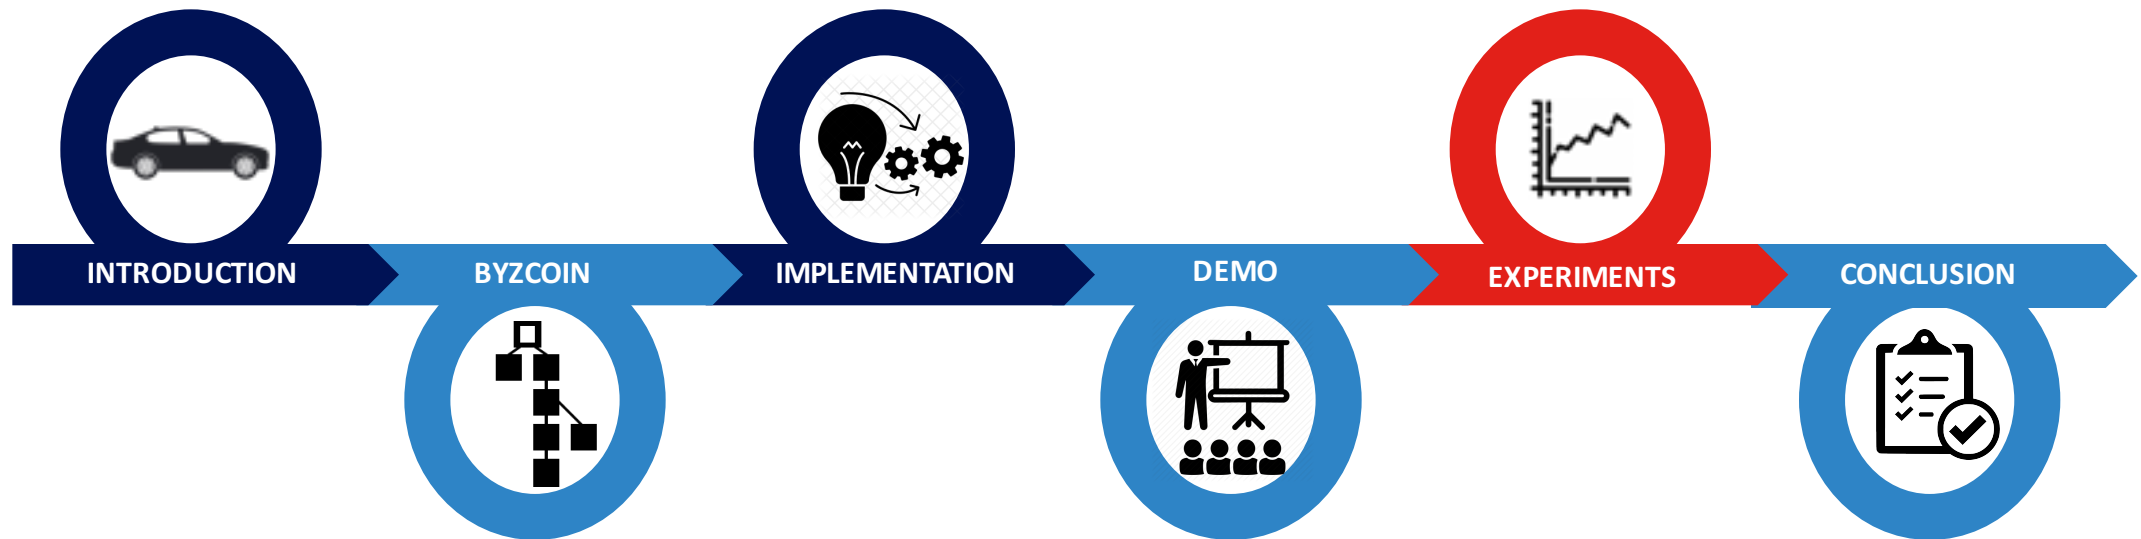 INTRODUCTION
BYZCOIN
IMPLEMENTATION
DEMO
EXPERIMENTS
CONCLUSION